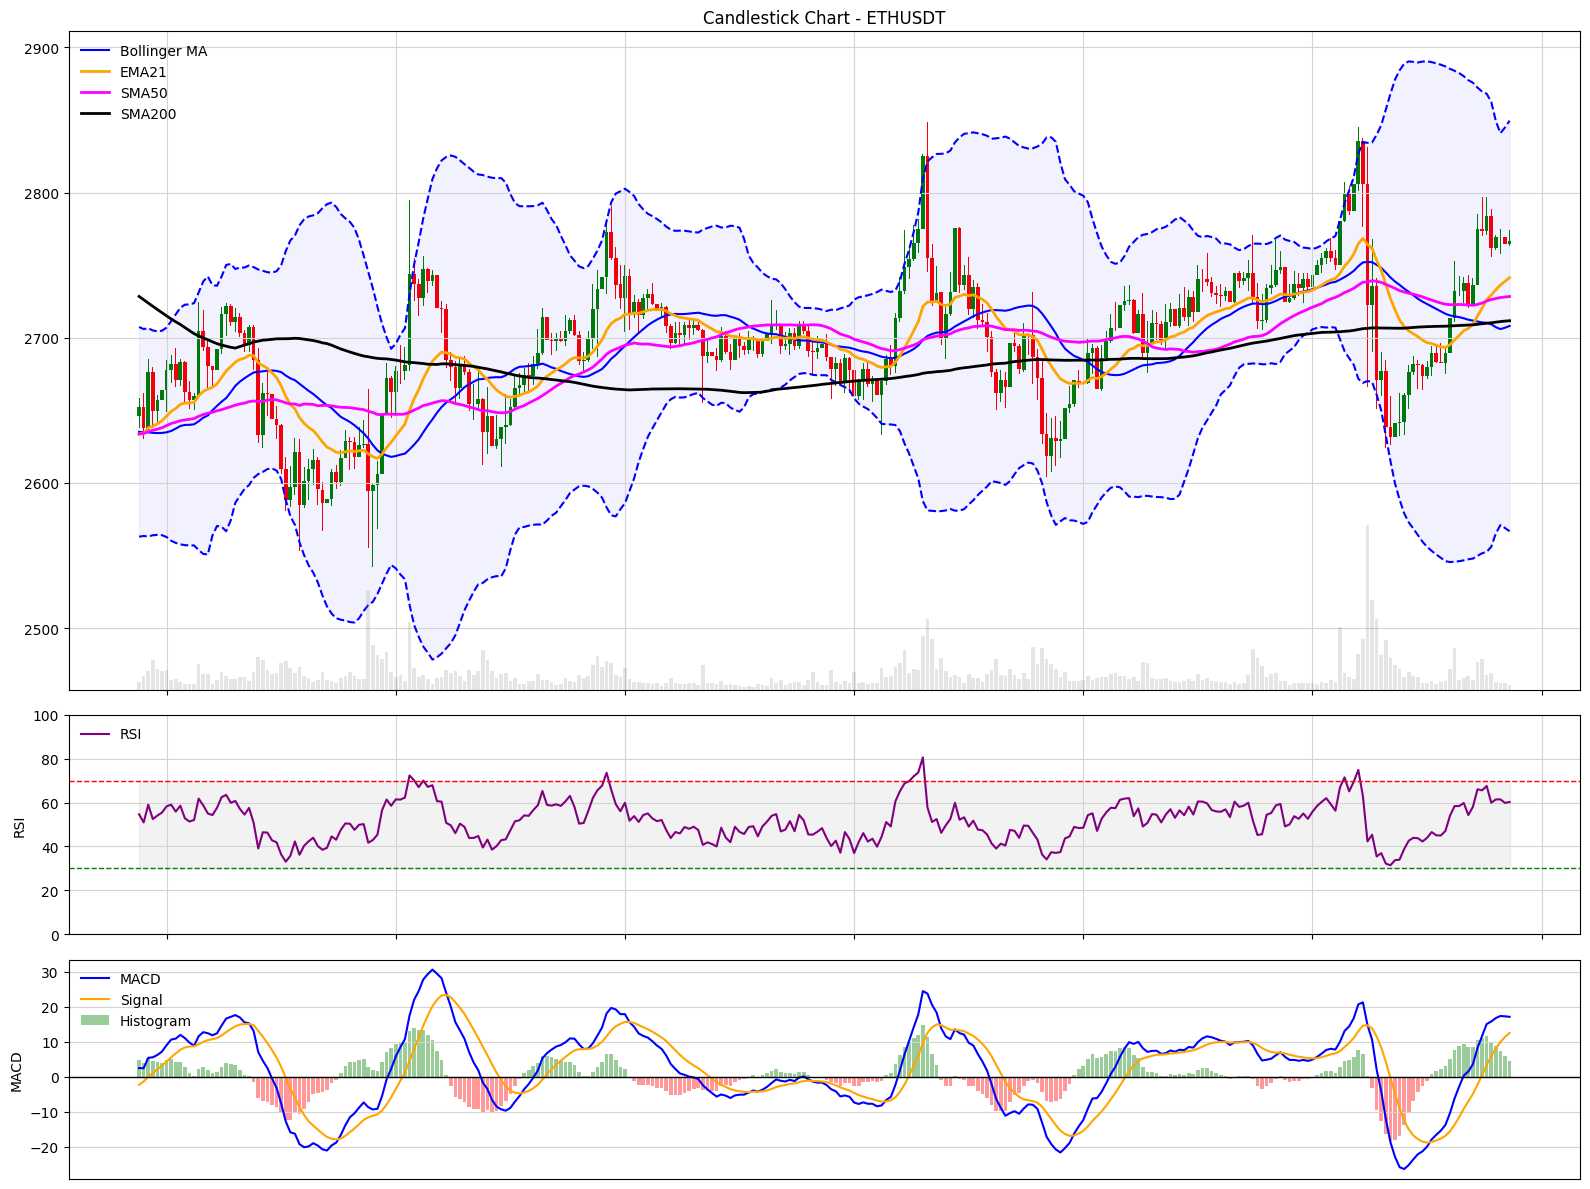 Candlestick Chart - ETHUSDT
2900
2800
2700
2600
2500
Bollinger MA
EMA21
SMA50
SMA200
100
80
60
40
20
0
RSI
RSI
30
20
10
0
−10
−20
MACD
MACD
Signal
Histogram